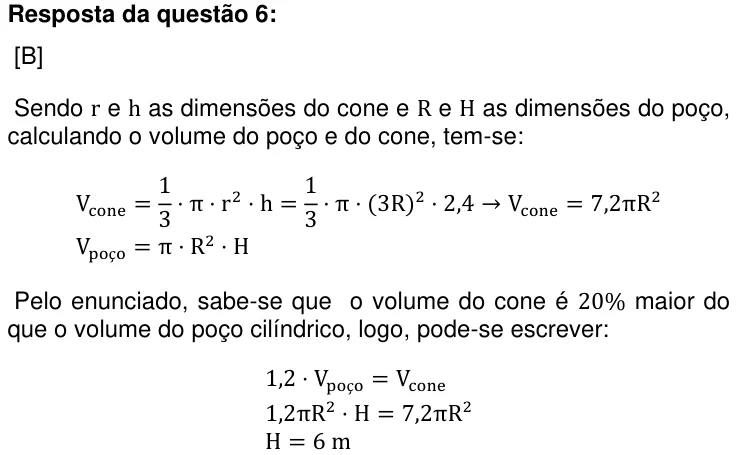 Resposta da questão 6:
[B]
Sendo r e h as dimensões do cone e R e H as dimensões do poço,
calculando o volume do poço e do cone, tem-se:
V_cone = 1/3 · π · r² · h = 1/3 · π · (3R)² · 2,4 → V_cone = 7,2πR²
V_poço = π · R² · H
Pelo enunciado, sabe-se que o volume do cone é 20% maior do
que o volume do poço cilíndrico, logo, pode-se escrever:
1,2 · V_poço = V_cone
1,2πR² · H = 7,2πR²
H = 6 m